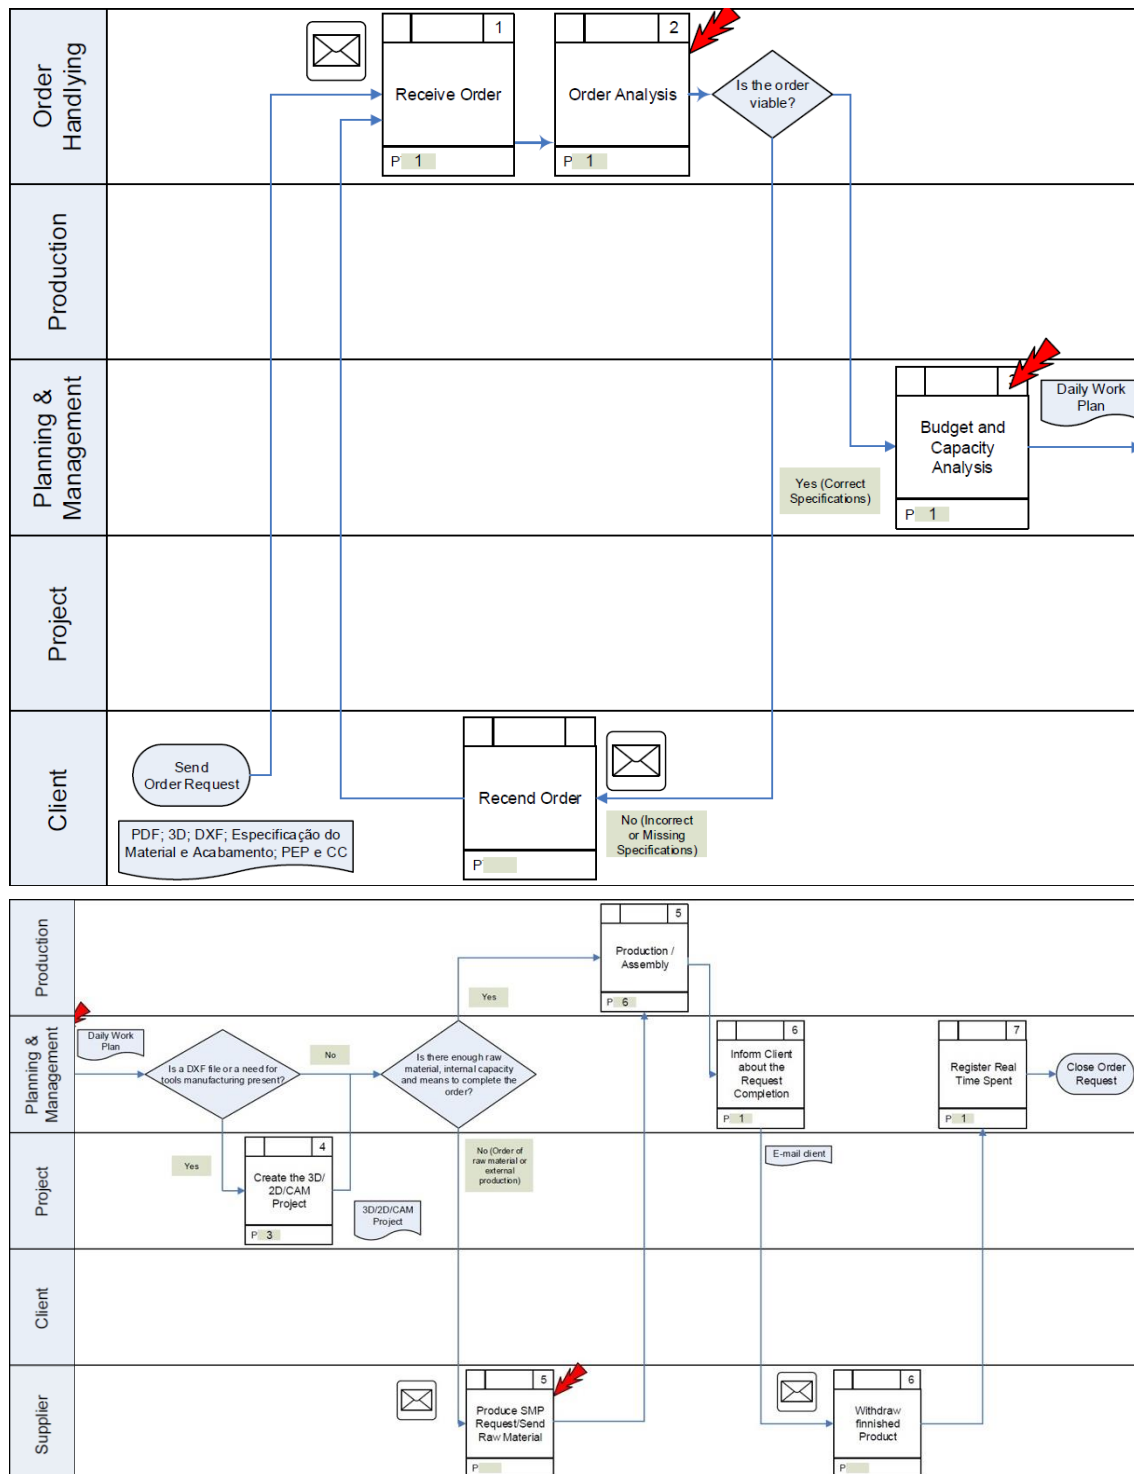 Order
Handlying
1
Receive Order
P 1
2
Order Analysis
P 1
Is the order
viable?
Production
Planning &
Management
Budget and
Capacity
Analysis
P 1
Daily Work
Plan
Yes (Correct
Specifications)
Project
Client
Send
Order Request
PDF; 3D; DXF; Especificação do
Material e Acabamento; PEP e CC
Recend Order
P
No (Incorrect
or Missing
Specifications)
Production
5
Production /
Assembly
P 6
Yes
Planning &
Management
Daily Work
Plan
Is a DXF file or a need for
tools manufacturing present?
No
Is there enough raw
material, internal capacity
and means to complete the
order?
6
Inform Client
about the
Request
Completion
P 1
7
Register Real
Time Spent
P 1
Close Order
Request
Project
Yes
4
Create the 3D/
2D/CAM
Project
P 3
3D/2D/CAM
Project
No (Order of
raw material or
external
production)
E-mail client
Client
Supplier
5
Produce SMP
Request/Send
Raw Material
P
6
Withdraw
finnished
Product
P